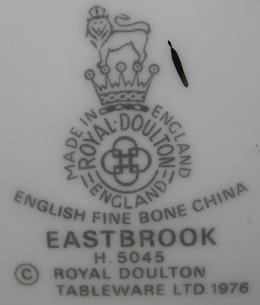 MADE IN ENGLAND
ROYAL·DOULTON
ENGLAND
ENGLISH FINE BONE CHINA
EASTBROOK
H. 5045
© ROYAL DOULTON
TABLEWARE LTD. 1976